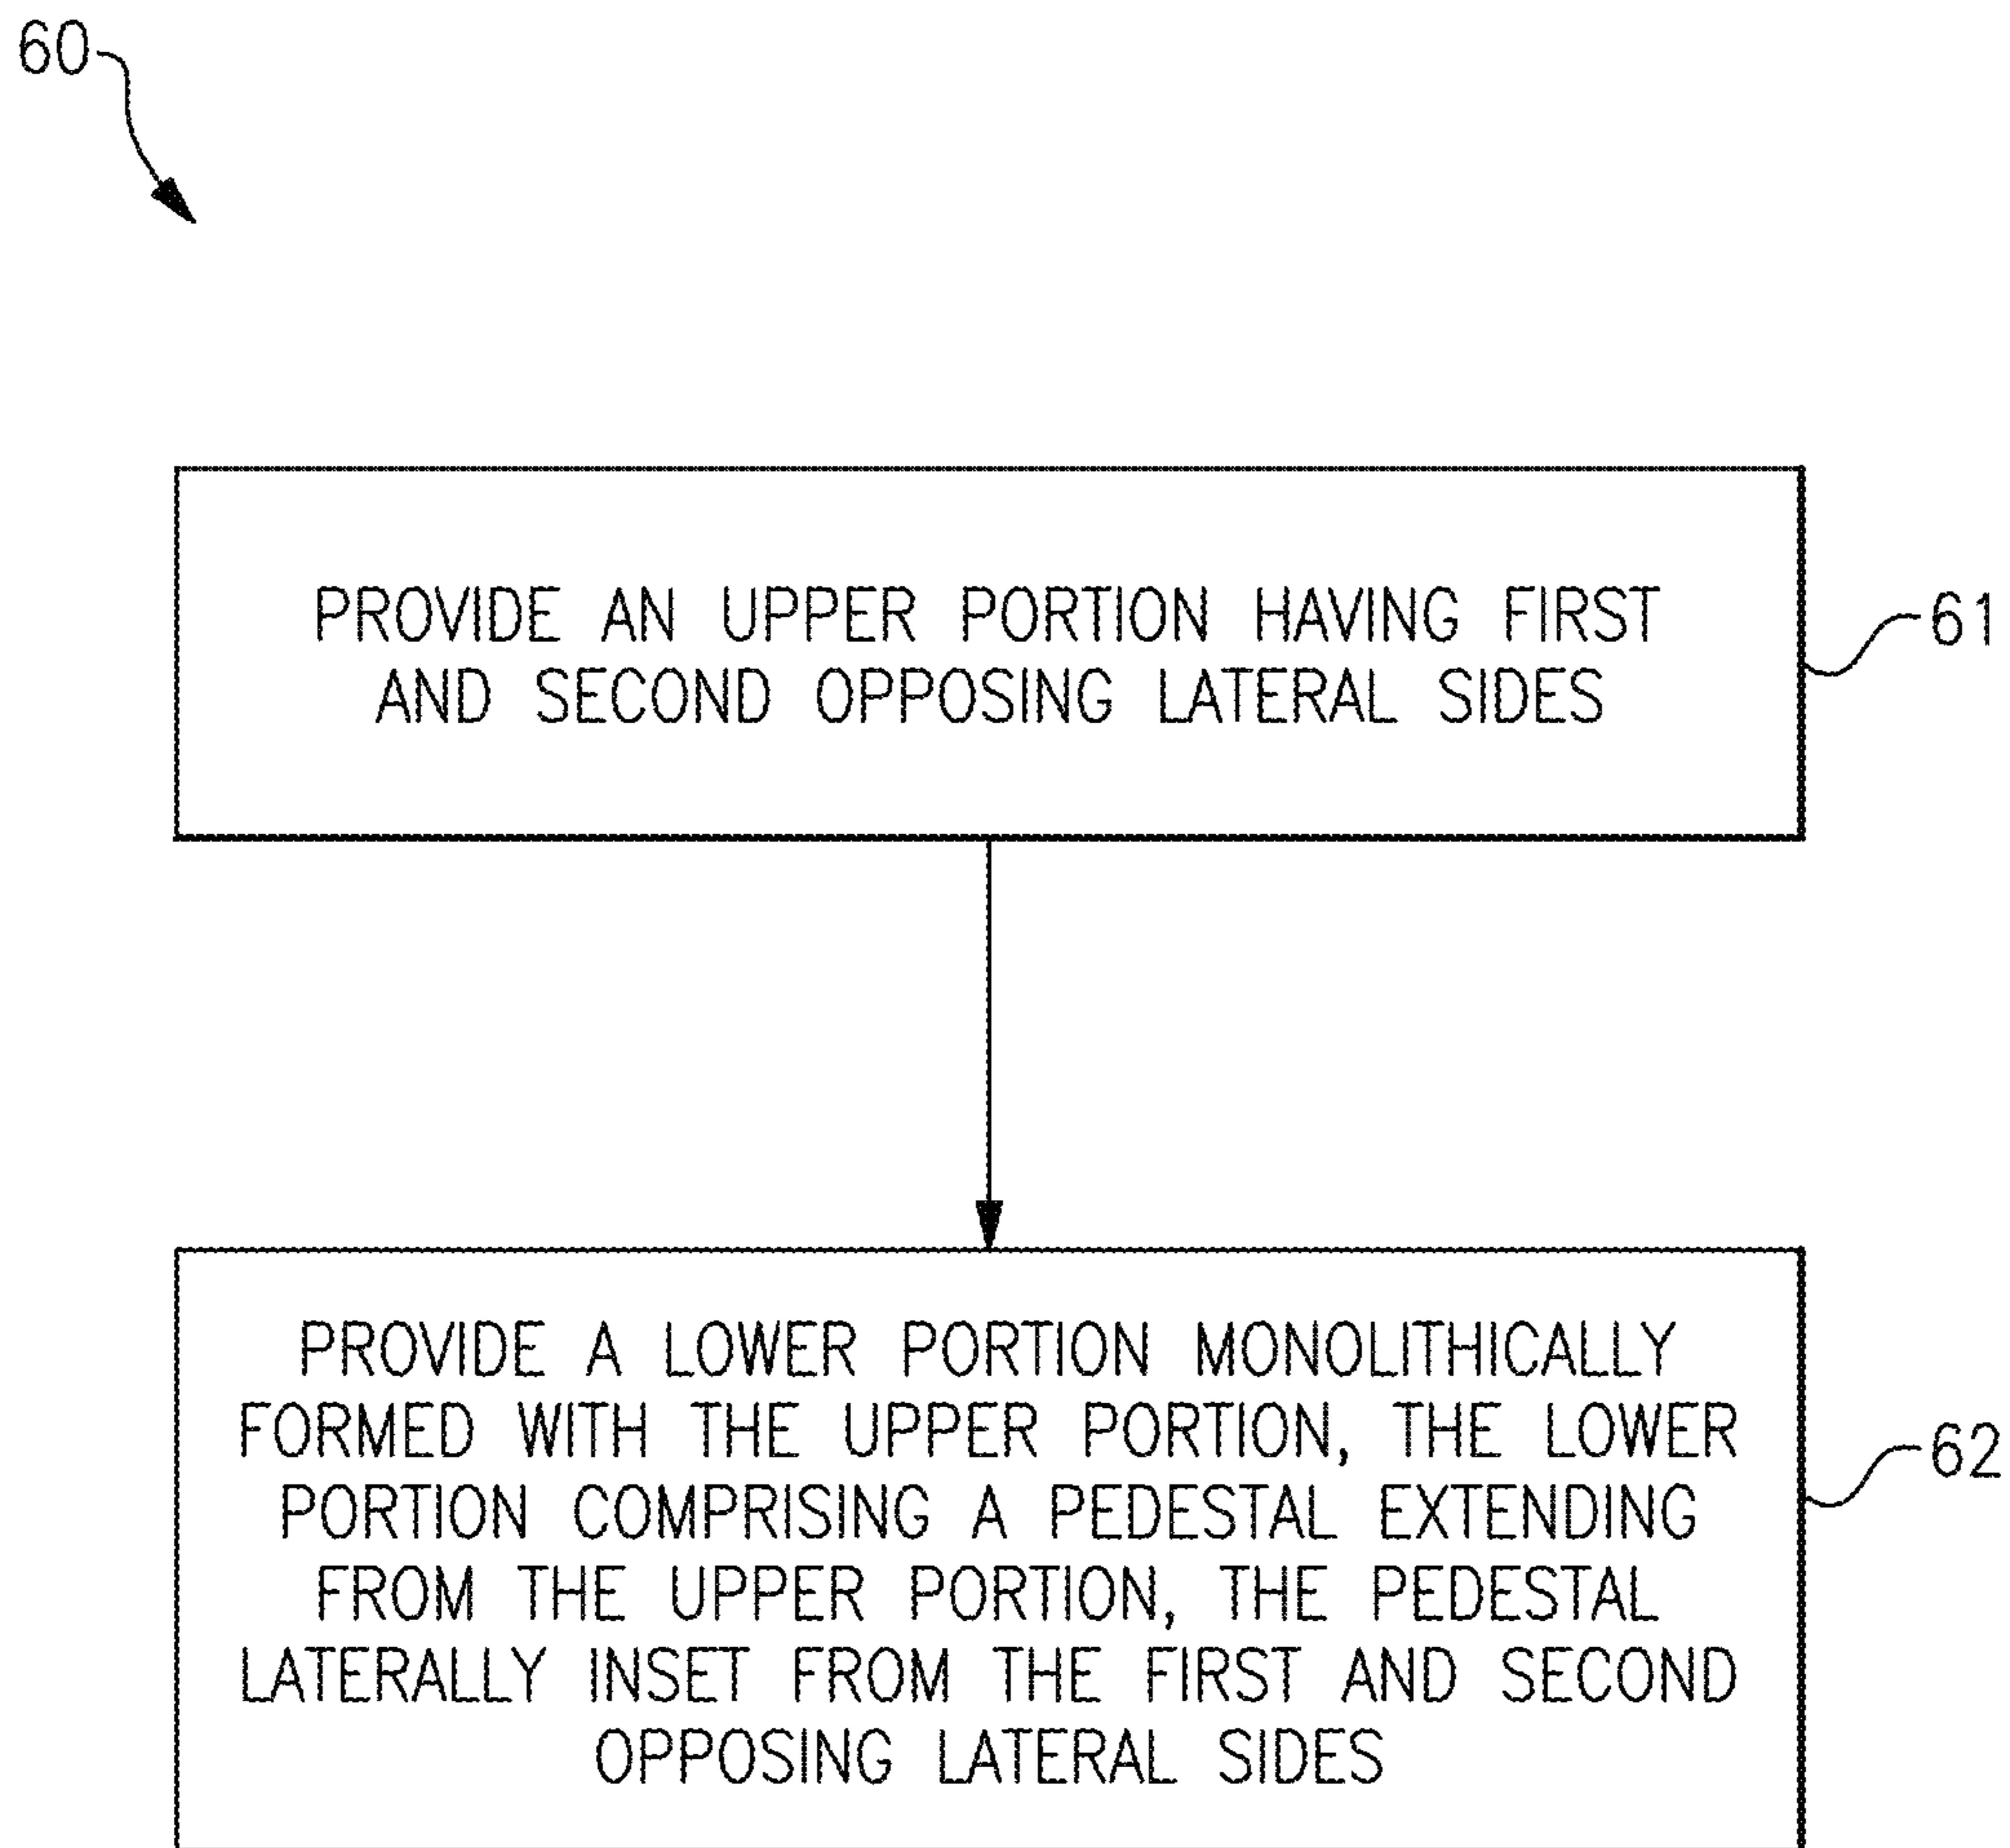 60
PROVIDE AN UPPER PORTION HAVING FIRST
AND SECOND OPPOSING LATERAL SIDES
61
PROVIDE A LOWER PORTION MONOLITHICALLY
FORMED WITH THE UPPER PORTION, THE LOWER
PORTION COMPRISING A PEDESTAL EXTENDING
FROM THE UPPER PORTION, THE PEDESTAL
LATERALLY INSET FROM THE FIRST AND SECOND
OPPOSING LATERAL SIDES
62